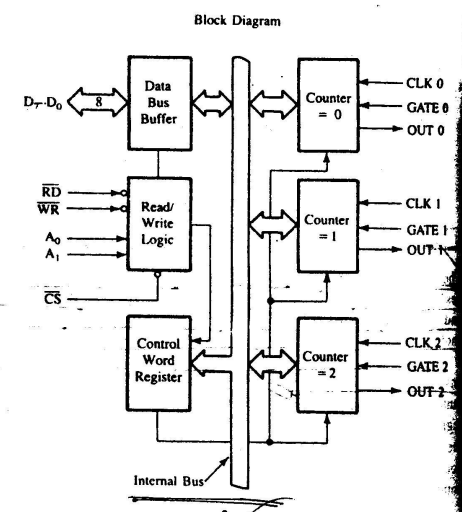 Block Diagram
D7-D0
8
Data
Bus
Buffer
Counter
= 0
CLK 0
GATE 0
OUT 0
RD
WR
A0
A1
CS
Read/
Write
Logic
Counter
= 1
CLK 1
GATE 1
OUT 1
Control
Word
Register
Counter
= 2
CLK 2
GATE 2
OUT 2
Internal Bus